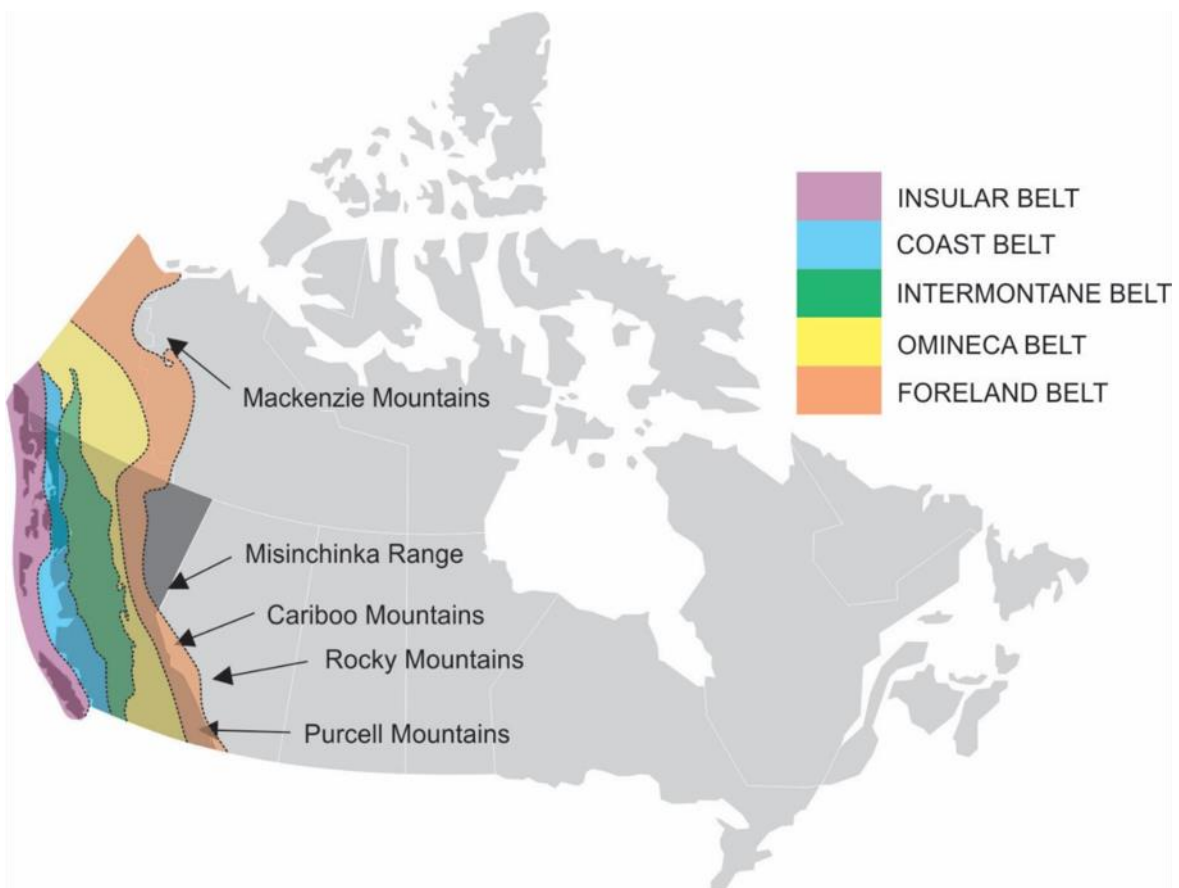 INSULAR BELT
COAST BELT
INTERMONTANE BELT
OMINECA BELT
FORELAND BELT
Mackenzie Mountains
Misinchinka Range
Cariboo Mountains
Rocky Mountains
Purcell Mountains